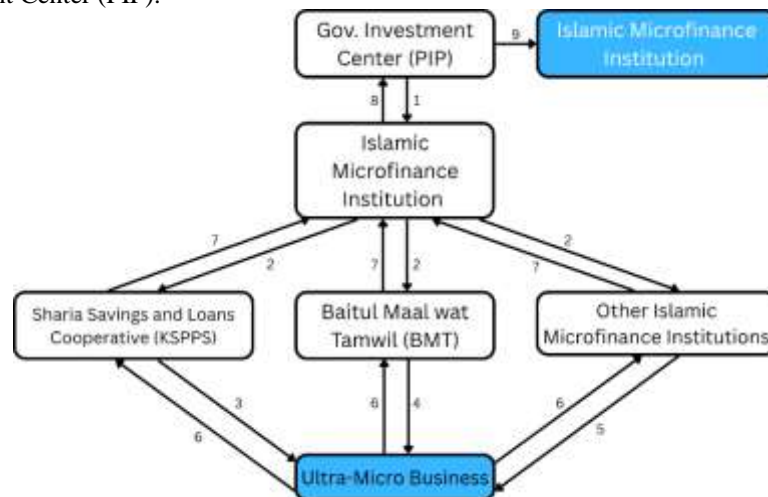 nt Center (PIP).
Gov. Investment
Center (PIP)
9
Islamic Microfinance
Institution
8
1
Islamic
Microfinance
Institution
7
2
7
2
2
7
Sharia Savings and Loans
Cooperative (KSPPS)
Baitul Maal wat
Tamwil (BMT)
Other Islamic
Microfinance Institutions
6
3
6
4
6
5
Ultra-Micro Business